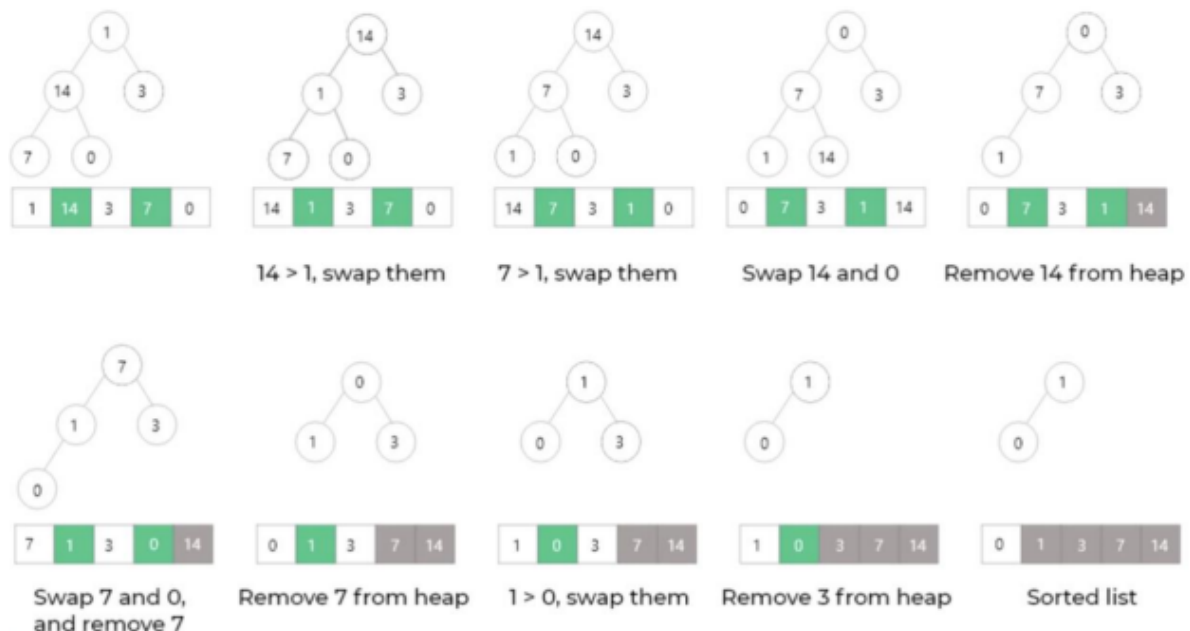 1
14
14
0
0
14 3
1 3
7 3
7 3
7 3
7 0
7 0
1 0
1 14
1
1 14 3 7 0
14 1 3 7 0
14 7 3 1 0
0 7 3 1 14
0 7 3 1 14
14 > 1, swap them
7 > 1, swap them
Swap 14 and 0
Remove 14 from heap
7
0
1
1
1
1 3
1 3
0 3
0
0
0
7 1 3 0 14
0 1 3 7 14
1 0 3 7 14
1 0 3 7 14
0 1 3 7 14
Swap 7 and 0,
and remove 7
Remove 7 from heap
1 > 0, swap them
Remove 3 from heap
Sorted list